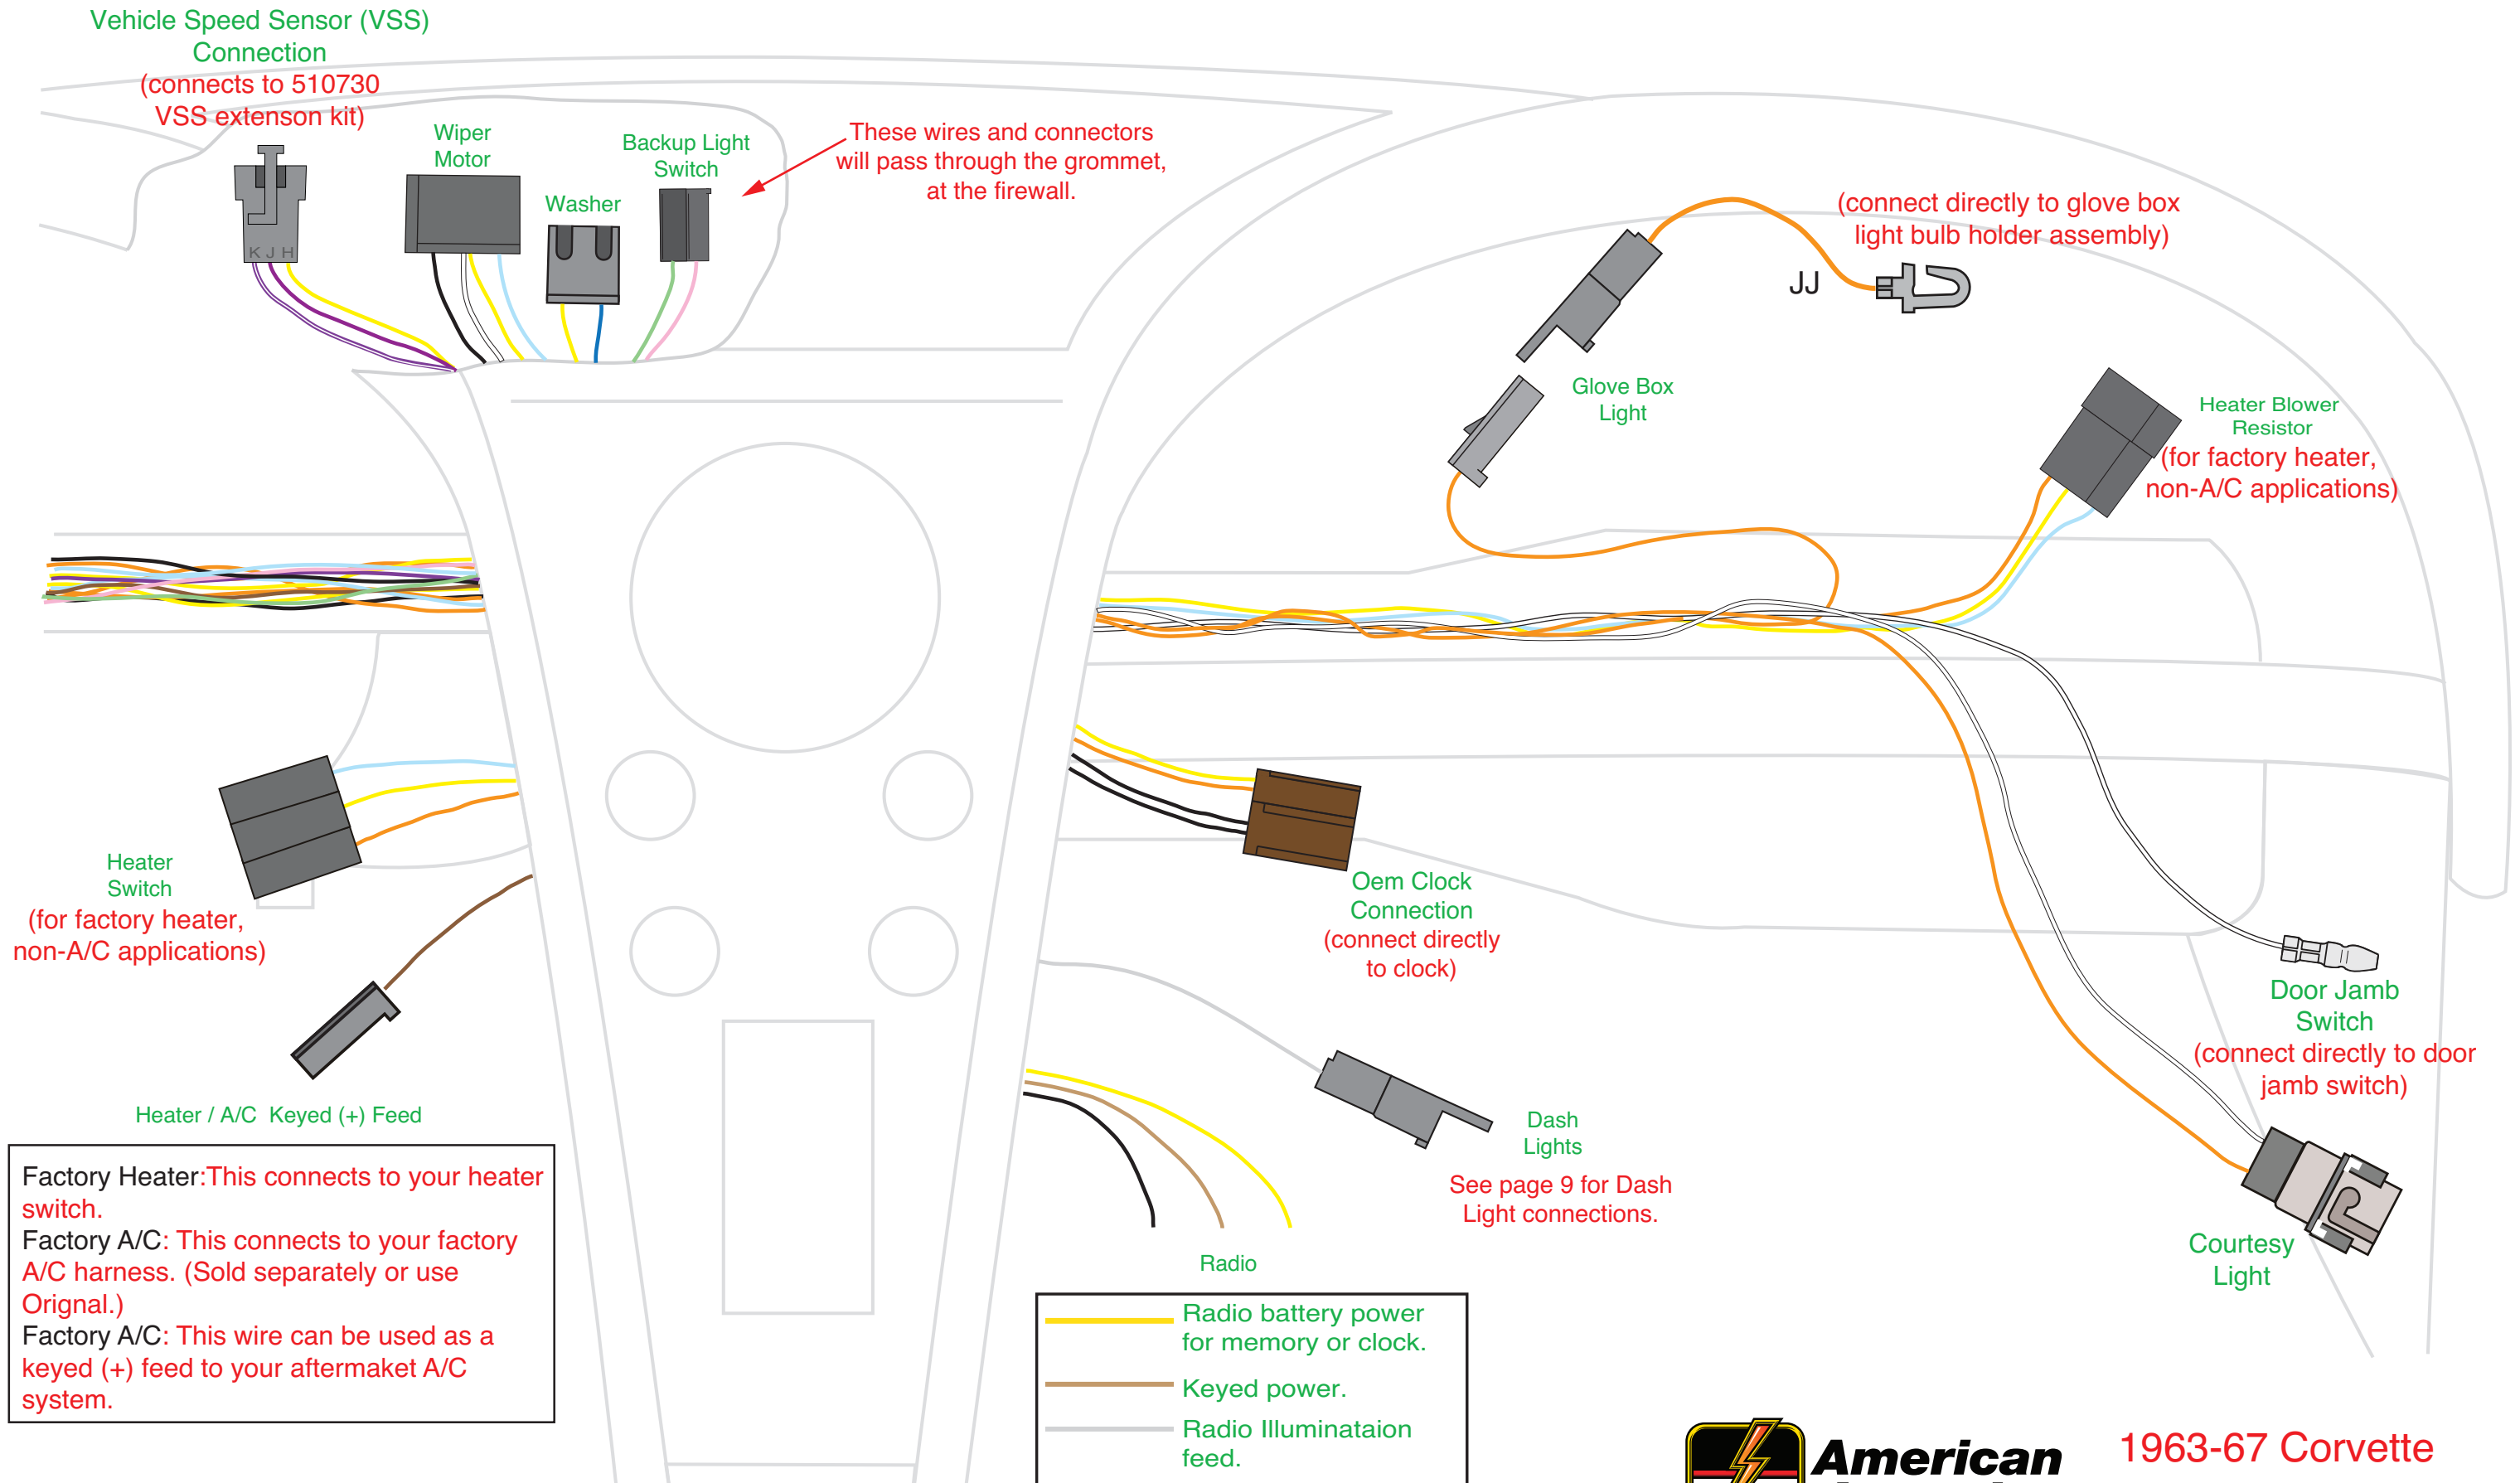 Vehicle Speed Sensor (VSS)
Connection
(connects to 510730
VSS extenson kit)
K J H
Wiper
Motor
Washer
Backup Light
Switch
These wires and connectors
will pass through the grommet,
at the firewall.
(connect directly to glove box
light bulb holder assembly)
JJ
Glove Box
Light
Heater Blower
Resistor
(for factory heater,
non-A/C applications)
Heater
Switch
(for factory heater,
non-A/C applications)
Oem Clock
Connection
(connect directly
to clock)
Door Jamb
Switch
(connect directly to door
jamb switch)
Heater / A/C Keyed (+) Feed
Factory Heater:This connects to your heater
switch.
Factory A/C: This connects to your factory
A/C harness. (Sold separately or use
Orignal.)
Factory A/C: This wire can be used as a
keyed (+) feed to your aftermaket A/C
system.
Dash
Lights
See page 9 for Dash
Light connections.
Courtesy
Light
Radio
Radio battery power
for memory or clock.
Keyed power.
Radio Illuminataion
feed.
American
1963-67 Corvette